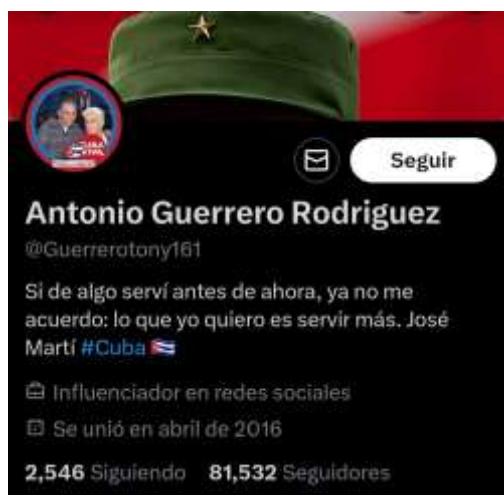 Seguir
Antonio Guerrero Rodriguez
@Guerrerotony161
Si de algo serví antes de ahora, ya no me
acuerdo: lo que yo quiero es servir más. José
Martí #Cuba 🇨🇺
Influenciador en redes sociales
Se unió en abril de 2016
2,546 Siguiendo 81,532 Seguidores